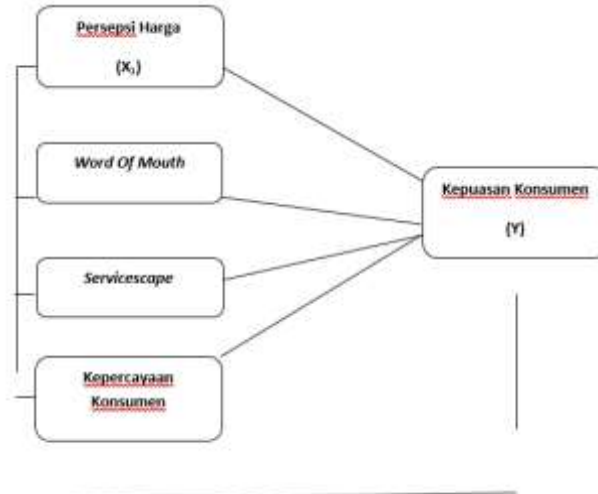 Persepsi Harga
(X₁)
Word Of Mouth
Servicescape
Kepercayaan
Konsumen
Kepuasan Konsumen
(Y)